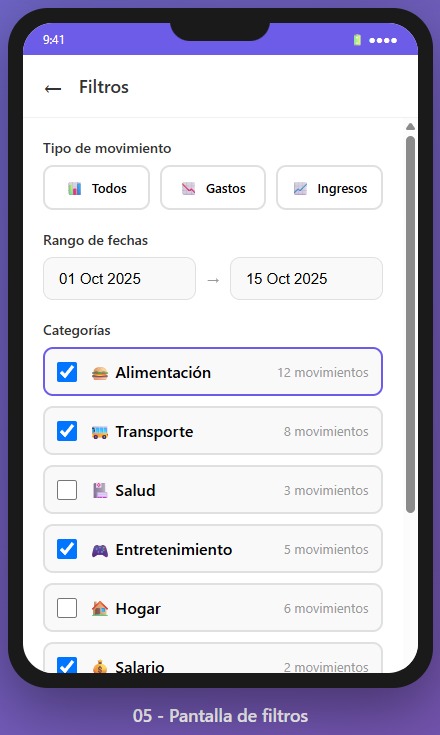 9:41
← Filtros
Tipo de movimiento
Todos Gastos Ingresos
Rango de fechas
01 Oct 2025 → 15 Oct 2025
Categorías
Alimentación 12 movimientos
Transporte 8 movimientos
Salud 3 movimientos
Entretenimiento 5 movimientos
Hogar 6 movimientos
Salario 2 movimientos
05 - Pantalla de filtros